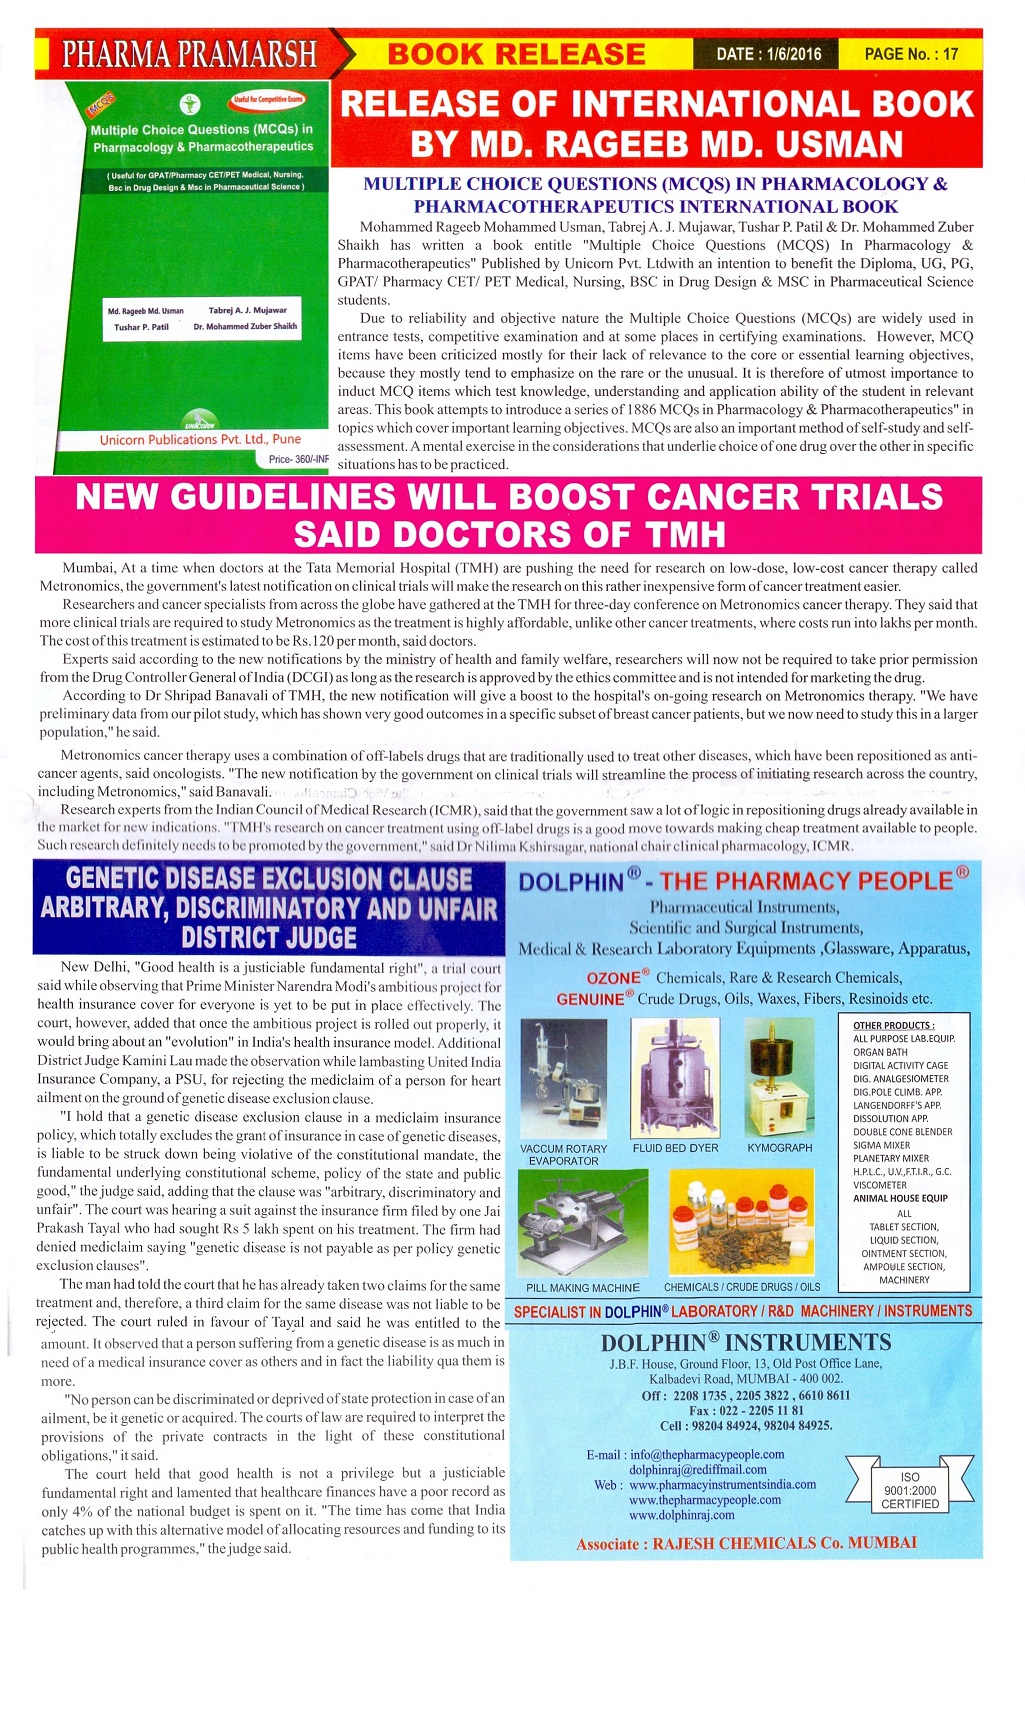 PHARMA PRAMARSH
BOOK RELEASE
DATE : 1/6/2016
PAGE No. : 17
MCQs
Useful for Competitive Exams
Multiple Choice Questions (MCQs) in
Pharmacology & Pharmacotherapeutics
( Useful for GPAT/Pharmacy CET/PET Medical, Nursing,
Bsc in Drug Design & Msc in Pharmaceutical Science )
Md. Rageeb Md. Usman
Tabrej A. J. Mujawar
Tushar P. Patil
Dr. Mohammed Zuber Shaikh
UNICORN
Unicorn Publications Pvt. Ltd., Pune
Price- 360/-INR
RELEASE OF INTERNATIONAL BOOK
BY MD. RAGEEB MD. USMAN
MULTIPLE CHOICE QUESTIONS (MCQS) IN PHARMACOLOGY &
PHARMACOTHERAPEUTICS INTERNATIONAL BOOK
Mohammed Rageeb Mohammed Usman, Tabrej A. J. Mujawar, Tushar P. Patil & Dr. Mohammed Zuber
Shaikh has written a book entitle "Multiple Choice Questions (MCQS) In Pharmacology &
Pharmacotherapeutics" Published by Unicorn Pvt. Ltdwith an intention to benefit the Diploma, UG, PG,
GPAT/ Pharmacy CET/ PET Medical, Nursing, BSC in Drug Design & MSC in Pharmaceutical Science
students.
Due to reliability and objective nature the Multiple Choice Questions (MCQs) are widely used in
entrance tests, competitive examination and at some places in certifying examinations. However, MCQ
items have been criticized mostly for their lack of relevance to the core or essential learning objectives,
because they mostly tend to emphasize on the rare or the unusual. It is therefore of utmost importance to
induct MCQ items which test knowledge, understanding and application ability of the student in relevant
areas. This book attempts to introduce a series of 1886 MCQs in Pharmacology & Pharmacotherapeutics" in
topics which cover important learning objectives. MCQs are also an important method of self-study and self-
assessment. A mental exercise in the considerations that underlie choice of one drug over the other in specific
situations has to be practiced.
NEW GUIDELINES WILL BOOST CANCER TRIALS
SAID DOCTORS OF TMH
Mumbai, At a time when doctors at the Tata Memorial Hospital (TMH) are pushing the need for research on low-dose, low-cost cancer therapy called
Metronomics, the government's latest notification on clinical trials will make the research on this rather inexpensive form of cancer treatment easier.
Researchers and cancer specialists from across the globe have gathered at the TMH for three-day conference on Metronomics cancer therapy. They said that
more clinical trials are required to study Metronomics as the treatment is highly affordable, unlike other cancer treatments, where costs run into lakhs per month.
The cost of this treatment is estimated to be Rs.120 per month, said doctors.
Experts said according to the new notifications by the ministry of health and family welfare, researchers will now not be required to take prior permission
from the Drug Controller General of India (DCGI) as long as the research is approved by the ethics committee and is not intended for marketing the drug.
According to Dr Shripad Banavali of TMH, the new notification will give a boost to the hospital's on-going research on Metronomics therapy. "We have
preliminary data from our pilot study, which has shown very good outcomes in a specific subset of breast cancer patients, but we now need to study this in a larger
population," he said.
Metronomics cancer therapy uses a combination of off-labels drugs that are traditionally used to treat other diseases, which have been repositioned as anti-
cancer agents, said oncologists. "The new notification by the government on clinical trials will streamline the process of initiating research across the country,
including Metronomics," said Banavali.
Research experts from the Indian Council of Medical Research (ICMR), said that the government saw a lot of logic in repositioning drugs already available in
the market for new indications. "TMH's research on cancer treatment using off-label drugs is a good move towards making cheap treatment available to people.
Such research definitely needs to be promoted by the government," said Dr Nilima Kshirsagar, national chair clinical pharmacology, ICMR.
GENETIC DISEASE EXCLUSION CLAUSE
ARBITRARY, DISCRIMINATORY AND UNFAIR
DISTRICT JUDGE
New Delhi, "Good health is a justiciable fundamental right", a trial court
said while observing that Prime Minister Narendra Modi's ambitious project for
health insurance cover for everyone is yet to be put in place effectively. The
court, however, added that once the ambitious project is rolled out properly, it
would bring about an "evolution" in India's health insurance model. Additional
District Judge Kamini Lau made the observation while lambasting United India
Insurance Company, a PSU, for rejecting the mediclaim of a person for heart
ailment on the ground of genetic disease exclusion clause.
"I hold that a genetic disease exclusion clause in a mediclaim insurance
policy, which totally excludes the grant of insurance in case of genetic diseases,
is liable to be struck down being violative of the constitutional mandate, the
fundamental underlying constitutional scheme, policy of the state and public
good," the judge said, adding that the clause was "arbitrary, discriminatory and
unfair". The court was hearing a suit against the insurance firm filed by one Jai
Prakash Tayal who had sought Rs 5 lakh spent on his treatment. The firm had
denied mediclaim saying "genetic disease is not payable as per policy genetic
exclusion clauses".
The man had told the court that he has already taken two claims for the same
treatment and, therefore, a third claim for the same disease was not liable to be
rejected. The court ruled in favour of Tayal and said he was entitled to the
amount. It observed that a person suffering from a genetic disease is as much in
need of a medical insurance cover as others and in fact the liability qua them is
more.
"No person can be discriminated or deprived of state protection in case of an
ailment, be it genetic or acquired. The courts of law are required to interpret the
provisions of the private contracts in the light of these constitutional
obligations," it said.
The court held that good health is not a privilege but a justiciable
fundamental right and lamented that healthcare finances have a poor record as
only 4% of the national budget is spent on it. "The time has come that India
catches up with this alternative model of allocating resources and funding to its
public health programmes," the judge said.
DOLPHIN® - THE PHARMACY PEOPLE®
Pharmaceutical Instruments,
Scientific and Surgical Instruments,
Medical & Research Laboratory Equipments ,Glassware, Apparatus,
OZONE® Chemicals, Rare & Research Chemicals,
GENUINE® Crude Drugs, Oils, Waxes, Fibers, Resinoids etc.
VACCUM ROTARY
EVAPORATOR
FLUID BED DYER
KYMOGRAPH
PILL MAKING MACHINE
CHEMICALS / CRUDE DRUGS / OILS
OTHER PRODUCTS :
ALL PURPOSE LAB.EQUIP.
ORGAN BATH
DIGITAL ACTIVITY CAGE
DIG. ANALGESIOMETER
DIG.POLE CLIMB. APP.
LANGENDORFF'S APP.
DISSOLUTION APP.
DOUBLE CONE BLENDER
SIGMA MIXER
PLANETARY MIXER
H.P.L.C., U.V.,F.T.I.R., G.C.
VISCOMETER
ANIMAL HOUSE EQUIP
ALL
TABLET SECTION,
LIQUID SECTION,
OINTMENT SECTION,
AMPOULE SECTION,
MACHINERY
SPECIALIST IN DOLPHIN® LABORATORY / R&D MACHINERY / INSTRUMENTS
DOLPHIN® INSTRUMENTS
J.B.F. House, Ground Floor, 13, Old Post Office Lane,
Kalbadevi Road, MUMBAI - 400 002.
Off : 2208 1735 , 2205 3822 , 6610 8611
Fax : 022 - 2205 11 81
Cell : 98204 84924, 98204 84925.
E-mail : info@thepharmacypeople.com
dolphinraj@rediffmail.com
Web : www.pharmacyinstrumentsindia.com
www.thepharmacypeople.com
www.dolphinraj.com
ISO
9001:2000
CERTIFIED
Associate : RAJESH CHEMICALS Co. MUMBAI